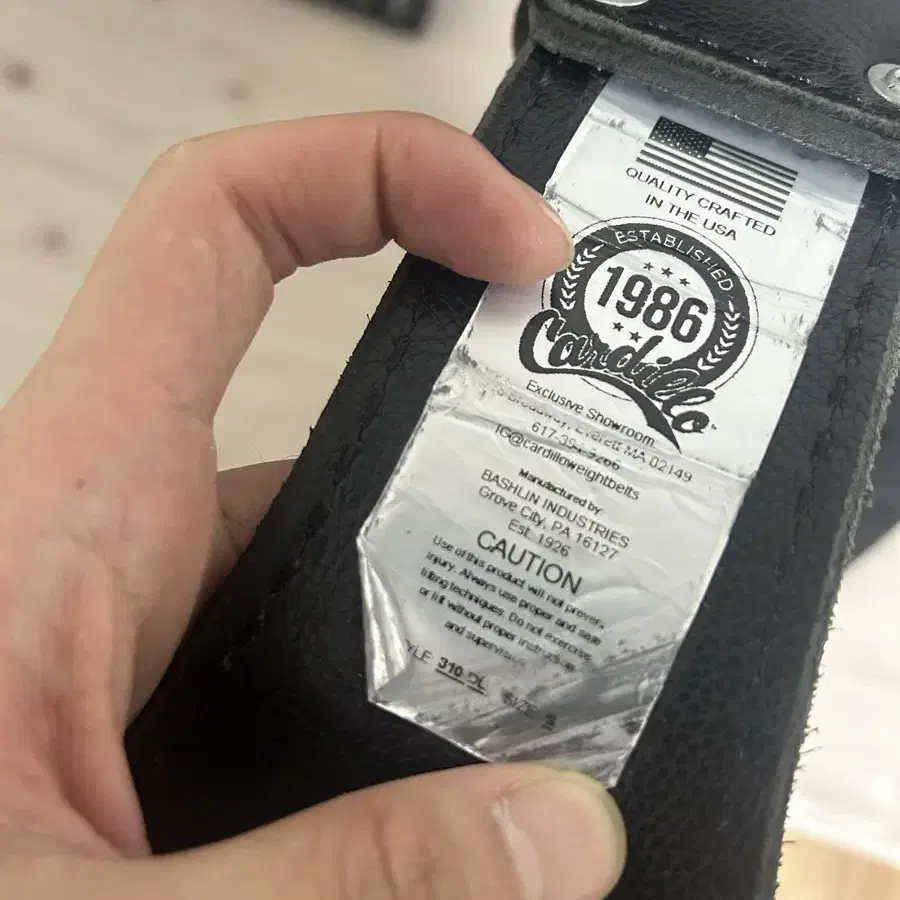 QUALITY CRAFTED
IN THE USA
ESTABLISHED
1986
Cardillo
Exclusive Showroom:
Broadway, Everett MA 02149
617-394-9266
IG@cardilloweightbelts
Manufactured by
BASHLIN INDUSTRIES
Grove City, PA 16127
Est. 1926
CAUTION
Use of this product will not prevent
injury. Always use proper and safe
lifting techniques. Do not exercise
or lift without proper instruction
and supervision
310 DL SIZE S